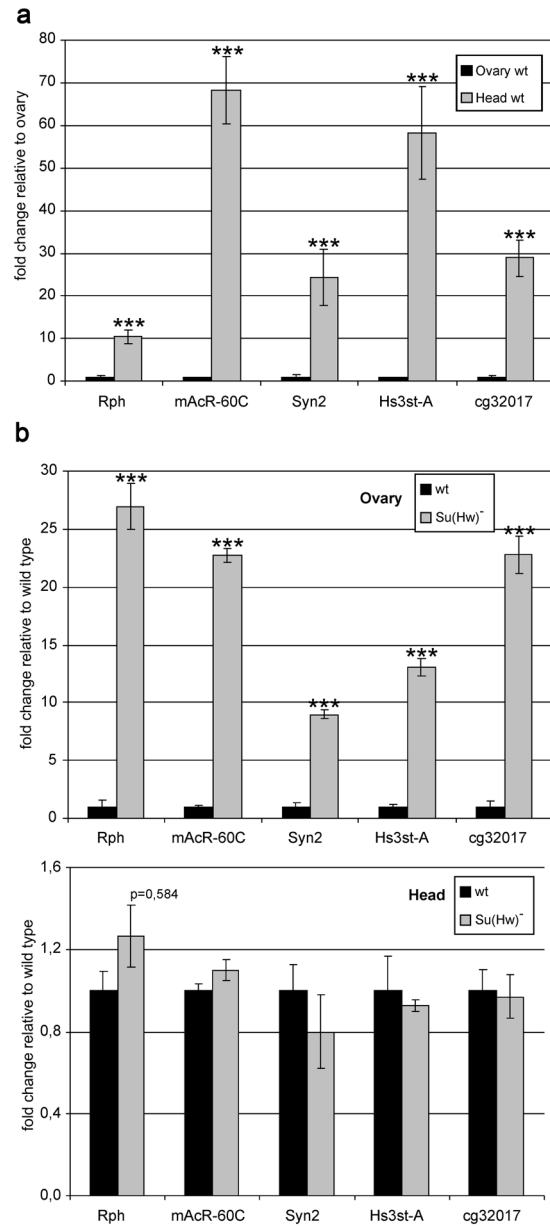 a
fold change relative to ovary
80
70
60
50
40
30
20
10
0
Ovary wt
Head wt
***
***
***
***
***
Rph mAcR-60C Syn2 Hs3st-A cg32017
b
fold change relative to wild type
30
25
20
15
10
5
0
Ovary
wt
Su(Hw)⁻
***
***
***
***
***
Rph mAcR-60C Syn2 Hs3st-A cg32017
fold change relative to wild type
1,6
1,2
0,8
0,4
0,0
p=0,584
Head
wt
Su(Hw)⁻
Rph mAcR-60C Syn2 Hs3st-A cg32017